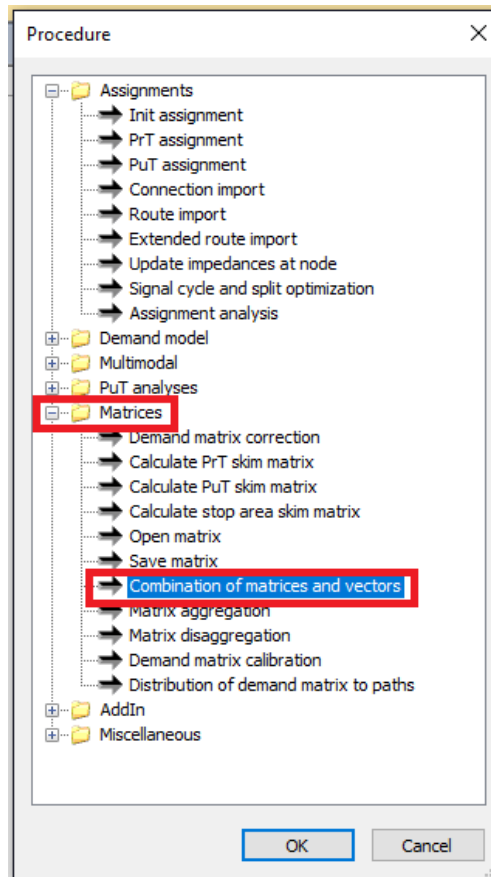 Procedure
Assignments
Init assignment
PrT assignment
PuT assignment
Connection import
Route import
Extended route import
Update impedances at node
Signal cycle and split optimization
Assignment analysis
Demand model
Multimodal
PuT analyses
Matrices
Demand matrix correction
Calculate PrT skim matrix
Calculate PuT skim matrix
Calculate stop area skim matrix
Open matrix
Save matrix
Combination of matrices and vectors
Matrix aggregation
Matrix disaggregation
Demand matrix calibration
Distribution of demand matrix to paths
AddIn
Miscellaneous
OK Cancel